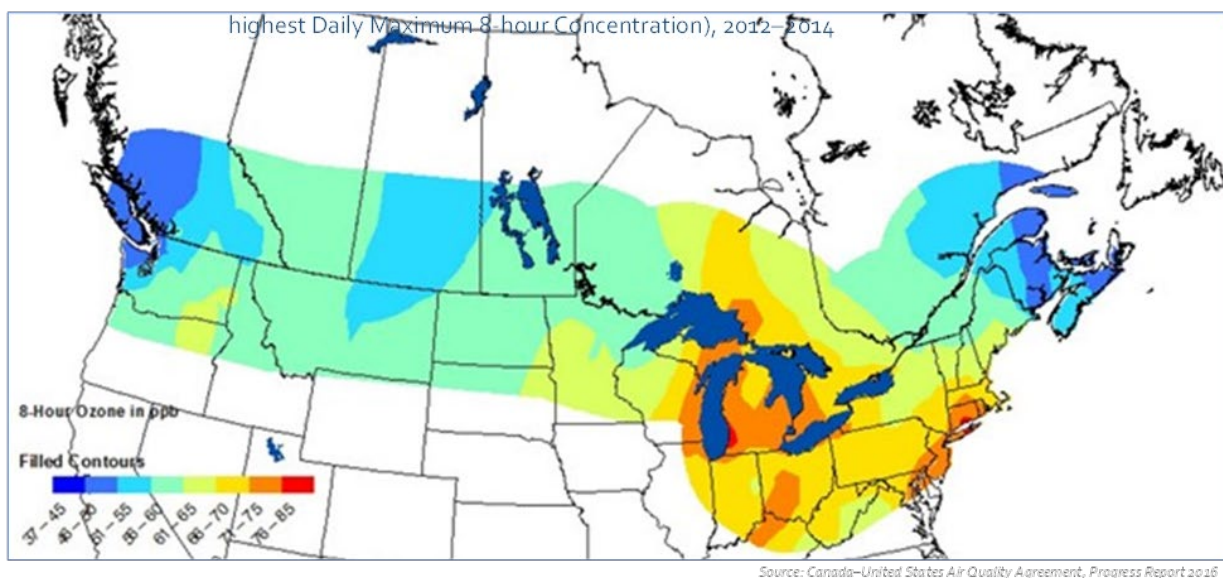 highest Daily Maximum 8-hour Concentration), 2012–2014
8-Hour Ozone in ppb
Filled Contours
37 – 45
46 – 50
51 – 55
56 – 60
61 – 65
66 – 70
71 – 75
76 – 85
Source: Canada–United States Air Quality Agreement, Progress Report 2016